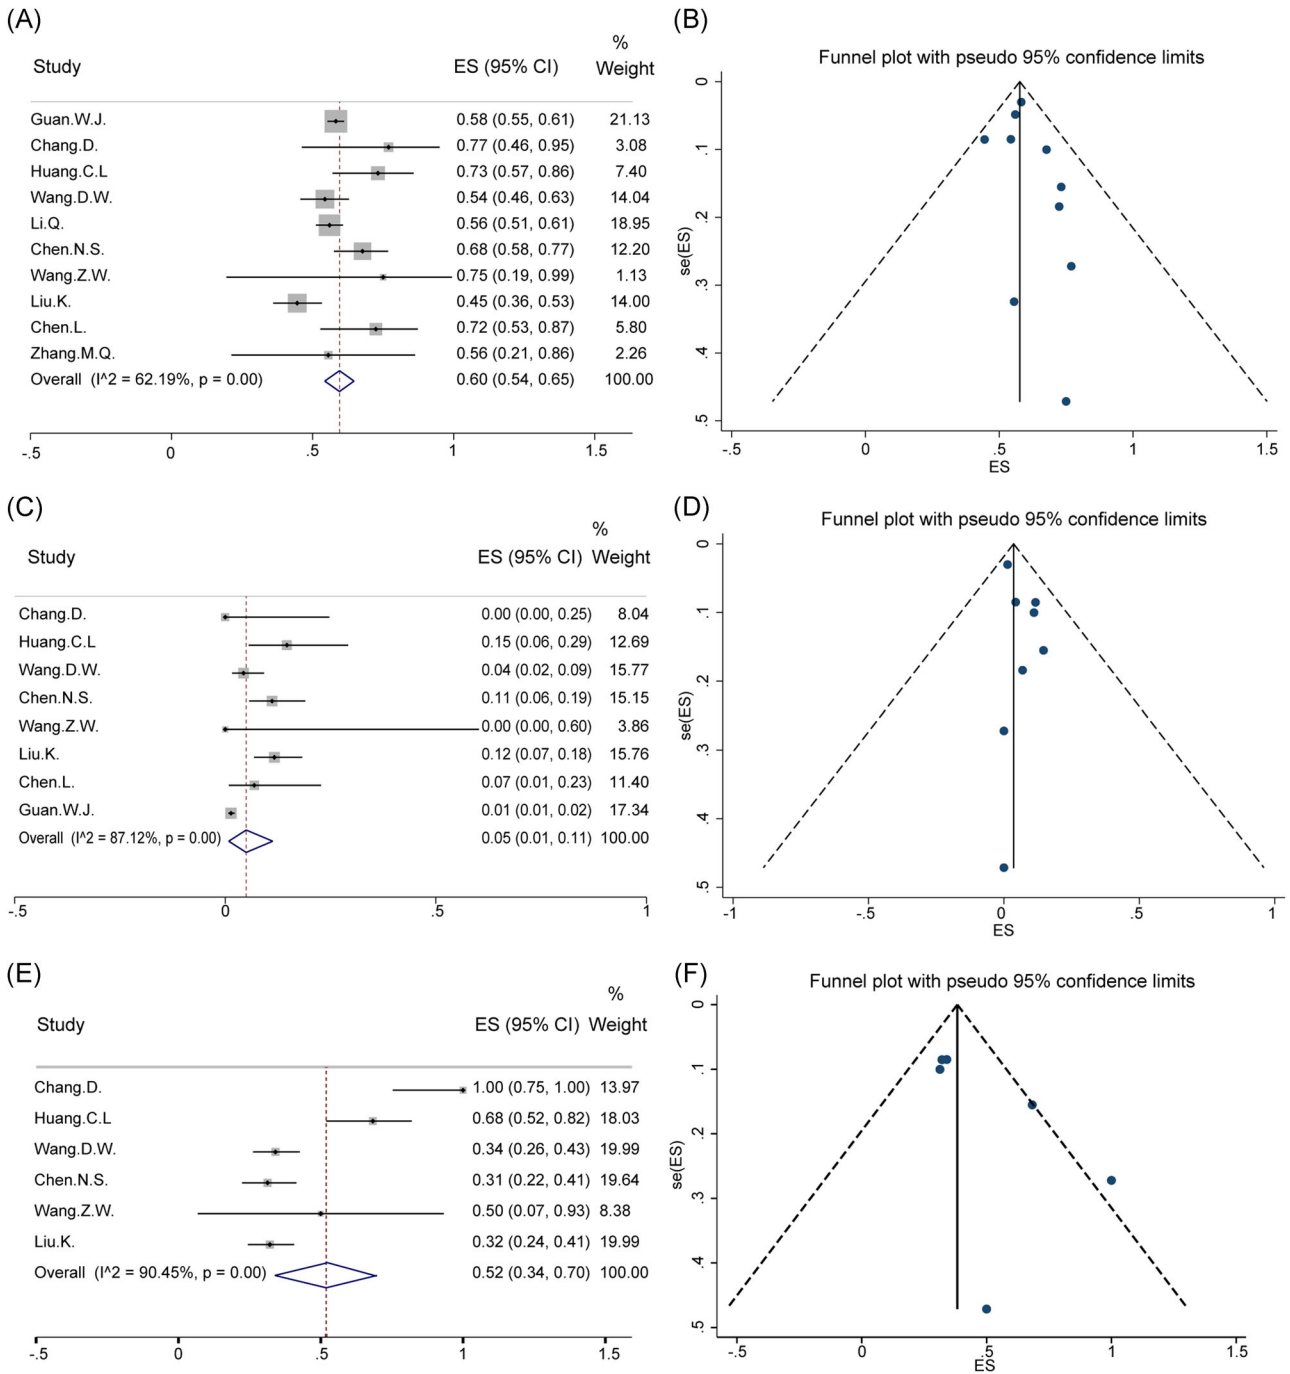 (A)
%
Study ES (95% CI) Weight
Guan.W.J. 0.58 (0.55, 0.61) 21.13
Chang.D. 0.77 (0.46, 0.95) 3.08
Huang.C.L 0.73 (0.57, 0.86) 7.40
Wang.D.W. 0.54 (0.46, 0.63) 14.04
Li.Q. 0.56 (0.51, 0.61) 18.95
Chen.N.S. 0.68 (0.58, 0.77) 12.20
Wang.Z.W. 0.75 (0.19, 0.99) 1.13
Liu.K. 0.45 (0.36, 0.53) 14.00
Chen.L. 0.72 (0.53, 0.87) 5.80
Zhang.M.Q. 0.56 (0.21, 0.86) 2.26
Overall (I^2 = 62.19%, p = 0.00) 0.60 (0.54, 0.65) 100.00
-.5 0 .5 1 1.5
(B)
Funnel plot with pseudo 95% confidence limits
se(ES)
0
.1
.2
.3
.4
.5
-.5 0 .5 1 1.5
ES
(C)
%
Study ES (95% CI) Weight
Chang.D. 0.00 (0.00, 0.25) 8.04
Huang.C.L 0.15 (0.06, 0.29) 12.69
Wang.D.W. 0.04 (0.02, 0.09) 15.77
Chen.N.S. 0.11 (0.06, 0.19) 15.15
Wang.Z.W. 0.00 (0.00, 0.60) 3.86
Liu.K. 0.12 (0.07, 0.18) 15.76
Chen.L. 0.07 (0.01, 0.23) 11.40
Guan.W.J. 0.01 (0.01, 0.02) 17.34
Overall (I^2 = 87.12%, p = 0.00) 0.05 (0.01, 0.11) 100.00
-.5 0 .5 1
(D)
Funnel plot with pseudo 95% confidence limits
se(ES)
0
.1
.2
.3
.4
.5
-1 -.5 0 .5 1
ES
(E)
%
Study ES (95% CI) Weight
Chang.D. 1.00 (0.75, 1.00) 13.97
Huang.C.L 0.68 (0.52, 0.82) 18.03
Wang.D.W. 0.34 (0.26, 0.43) 19.99
Chen.N.S. 0.31 (0.22, 0.41) 19.64
Wang.Z.W. 0.50 (0.07, 0.93) 8.38
Liu.K. 0.32 (0.24, 0.41) 19.99
Overall (I^2 = 90.45%, p = 0.00) 0.52 (0.34, 0.70) 100.00
-.5 0 .5 1 1.5
(F)
Funnel plot with pseudo 95% confidence limits
se(ES)
0
.1
.2
.3
.4
.5
-.5 0 .5 1 1.5
ES